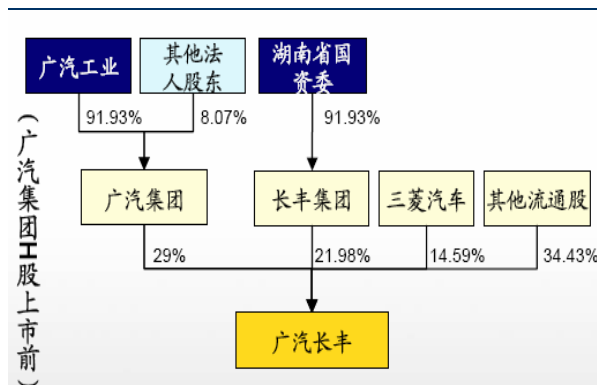 广汽工业
其他法
人股东
湖南省国
资委
91.93%
8.07%
91.93%
广汽集团
长丰集团
三菱汽车
其他流通股
29%
21.98%
14.59%
34.43%
广汽长丰
(广汽集团H股上市前)